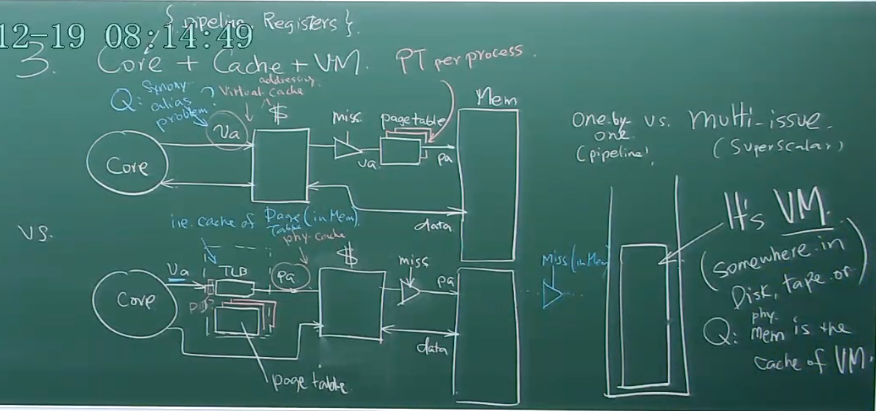 {pipeline Registers}.
12-19 08:14:49
3. Core + Cache + VM. PT per process.
Q: Synony alias problem?
addressing
Virtual cache
$
Va
Core
miss
va
page table
pa
Mem
data
one-by-one vs. multi-issue.
(pipeline)
(Superscalar)
vs.
i.e. cache of Page Table (in Mem)
phy. cache
$
Va
TLB
pa
Core
miss
pa
data
page table
Miss (in Mem)
It's VM.
(Somewhere in
Disk, tape or)
Q: phy. Mem is the
cache of VM.